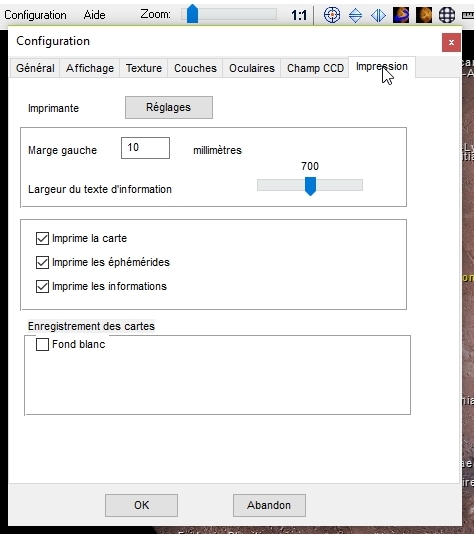 Configuration Aide Zoom: 1:1
Configuration
Général Affichage Texture Couches Oculaires Champ CCD Impression
Imprimante Réglages
Marge gauche 10 millimètres
700
Largeur du texte d'information
Imprime la carte
Imprime les éphémérides
Imprime les informations
Enregistrement des cartes
Fond blanc
OK Abandon